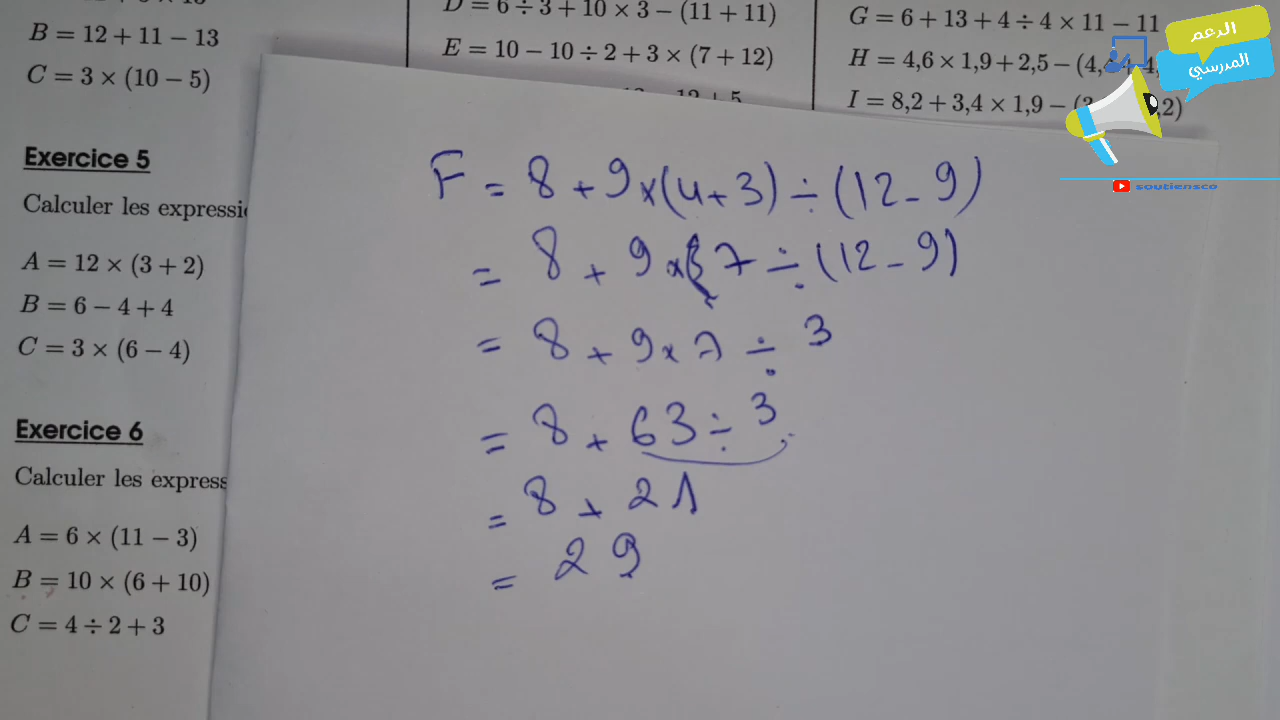 B = 12 + 11 − 13
C = 3 × (10 − 5)
D = 6 ÷ 3 + 10 × 3 − (11 + 11)
E = 10 − 10 ÷ 2 + 3 × (7 + 12)
G = 6 + 13 + 4 ÷ 4 × 11 − 11
H = 4,6 × 1,9 + 2,5 − (4,
I = 8,2 + 3,4 × 1,9 −
,2)
الدعم
المدرسي
soutiensco
Exercice 5
Calculer les
A = 12 × (3 + 2)
B = 6 − 4 + 4
C = 3 × (6 − 4)
Exercice 6
Calculer les
A = 6 × (11 − 3)
B = 10 × (6 + 10)
C = 4 ÷ 2 + 3
F = 8 + 9 × (4 + 3) ÷ (12 − 9)
= 8 + 9 × 7 ÷ (12 − 9)
= 8 + 9 × 7 ÷ 3
= 8 + 63 ÷ 3
= 8 + 21
= 29